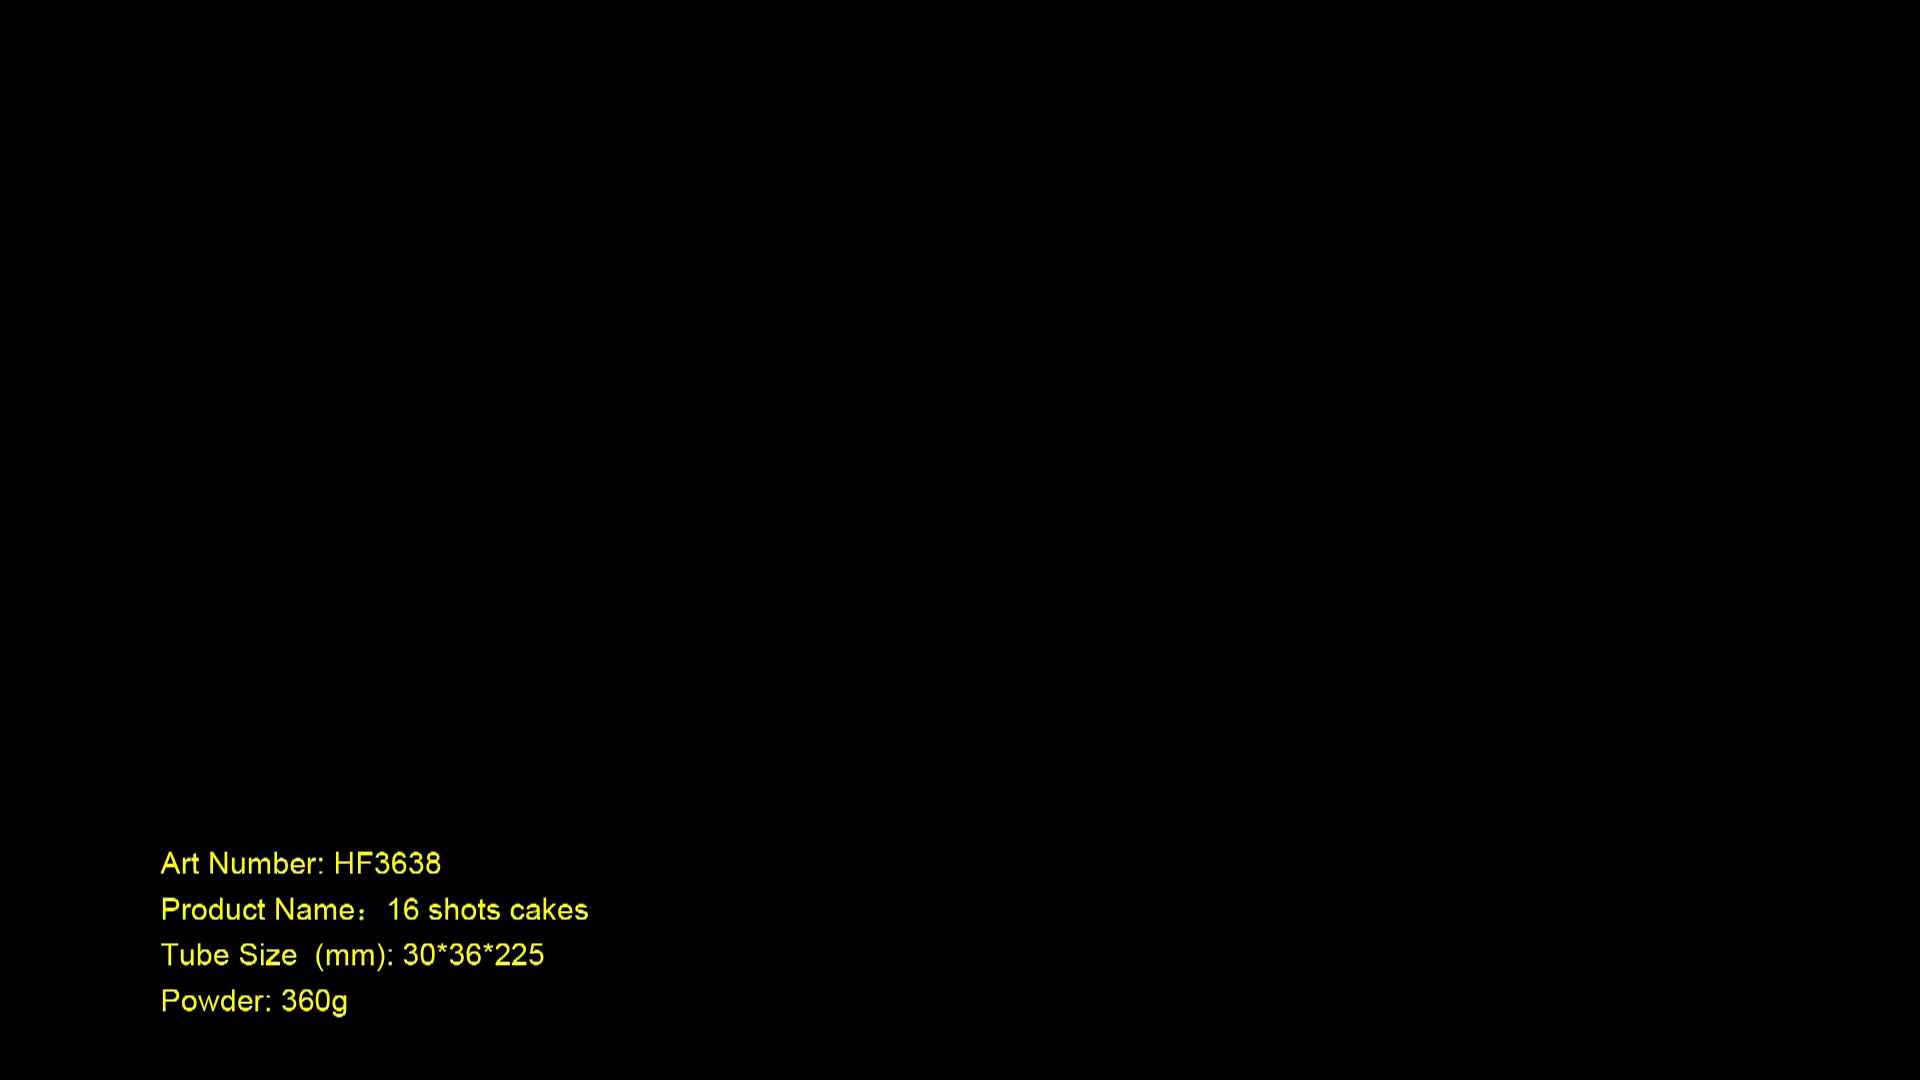 Art Number: HF3638
Product Name：16 shots cakes
Tube Size  (mm): 30*36*225
Powder: 360g